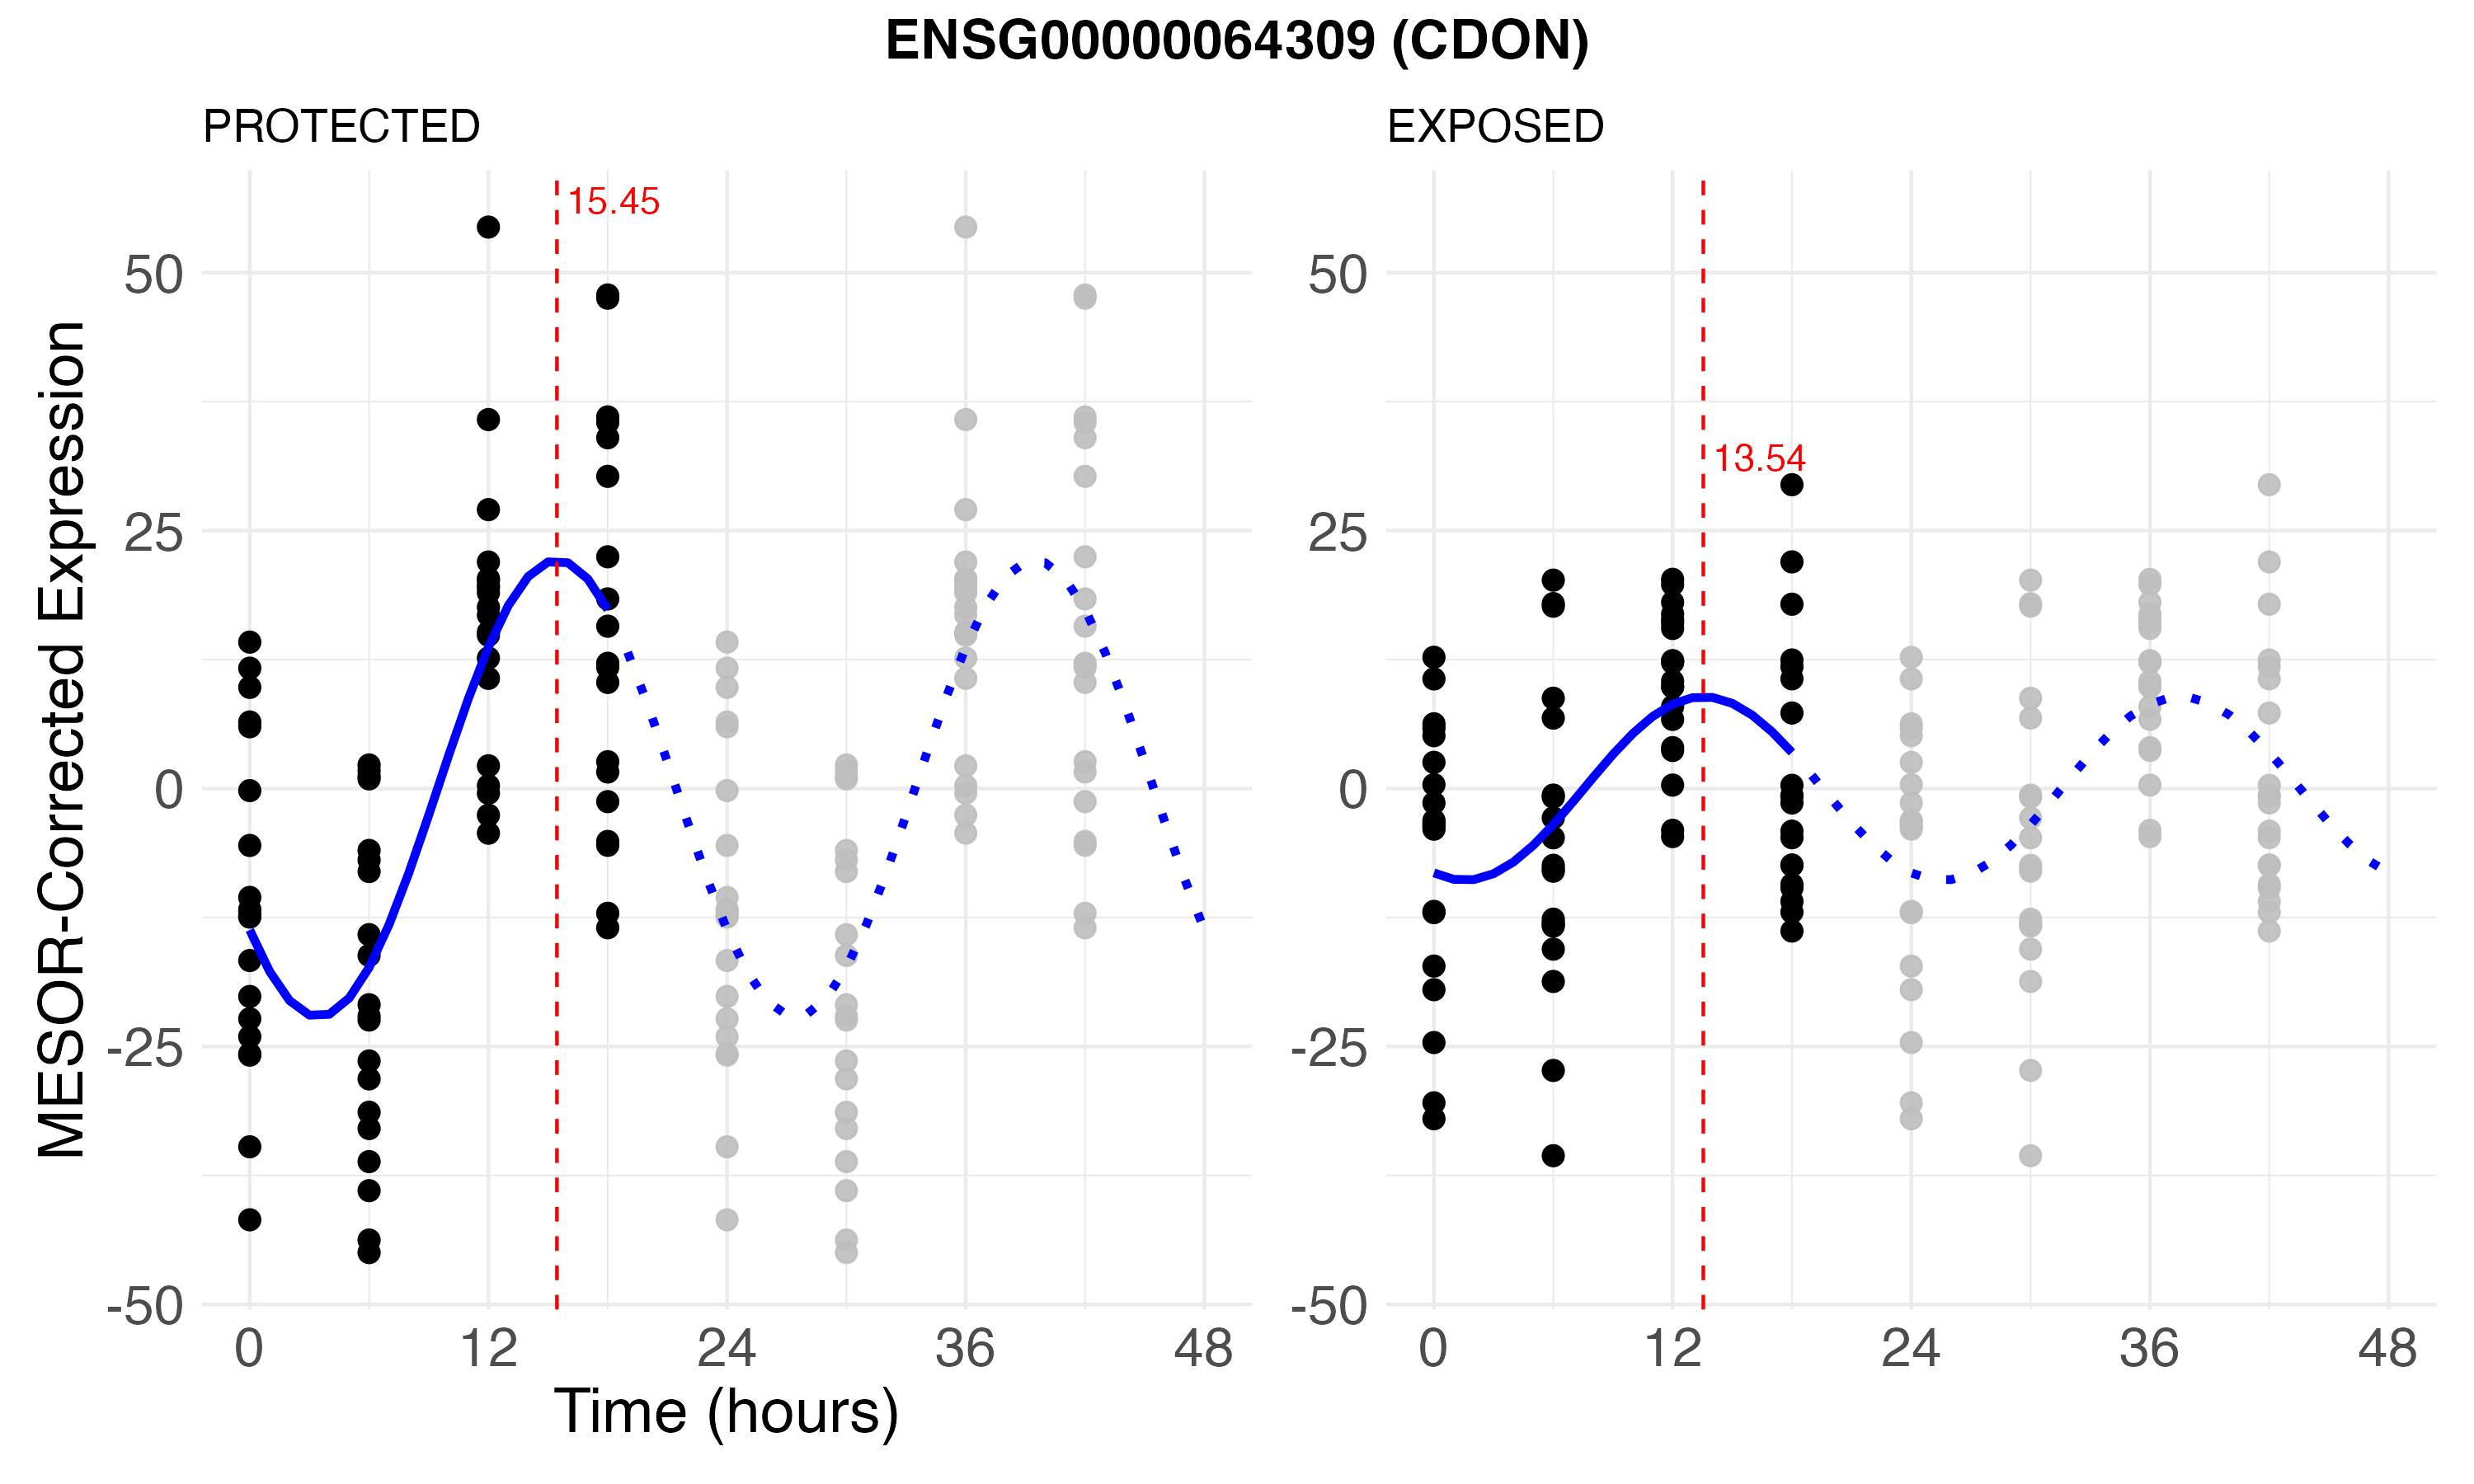 ENSG00000064309 (CDON)
PROTECTED
EXPOSED
MESOR-Corrected Expression
15.45
50
25
0
-25
-50
0 12 24 36 48
13.54
50
25
0
-25
-50
0 12 24 36 48
Time (hours)